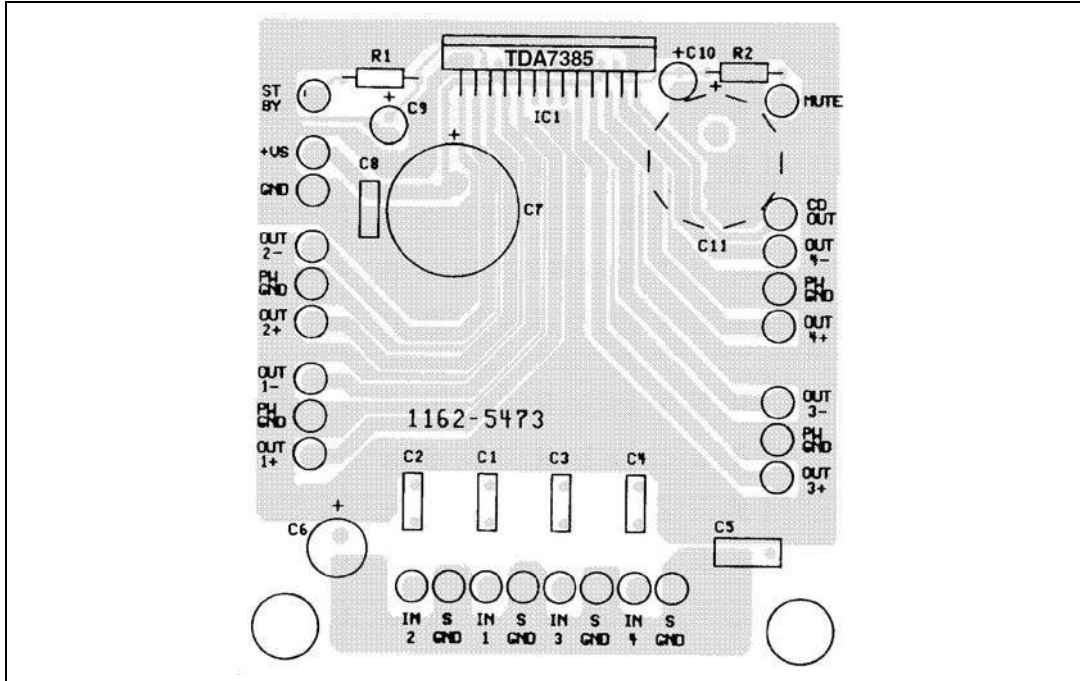 R1
TDA7385
+C10
R2
ST
BY
+
C9
IC1
+
MUTE
+VS
+
C8
GND
C7
CD
OUT
C11
OUT
2-
OUT
4-
PW
GND
PW
GND
OUT
2+
OUT
4+
OUT
1-
OUT
3-
PW
GND
1162-5473
PW
GND
OUT
1+
C2
C1
C3
C4
OUT
3+
+
C6
C5
IN
2
S
GND
IN
1
S
GND
IN
3
S
GND
IN
4
S
GND